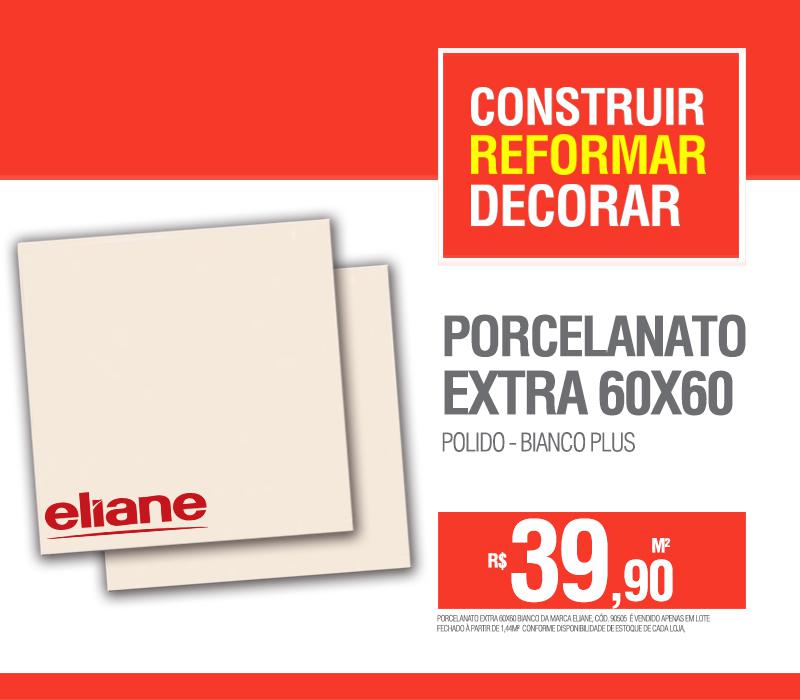 CONSTRUIR
REFORMAR
DECORAR
PORCELANATO
EXTRA 60X60
POLIDO - BIANCO PLUS
eliane
R$ 39,90 M²
PORCELANATO EXTRA 60X60 BIANCO DA MARCA ELIANE, CÓD. 90505 É VENDIDO APENAS EM LOTE
FECHADO À PARTIR DE 1,44M² CONFORME DISPONIBILIDADE DE ESTOQUE DE CADA LOJA,